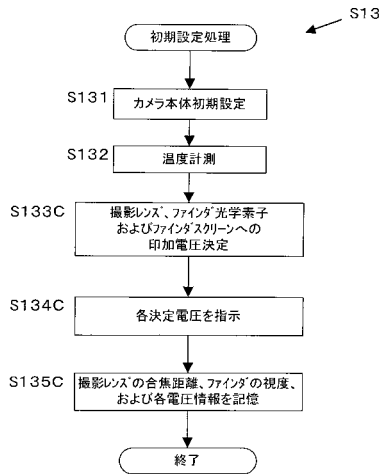 S13
初期設定処理
S131
カメラ本体初期設定
S132
温度計測
S133C
撮影レンズ、ファインダ光学素子
およびファインダスクリーンへの
印加電圧決定
S134C
各決定電圧を指示
S135C
撮影レンズの合焦距離、ファインダの視度、
および各電圧情報を記憶
終了